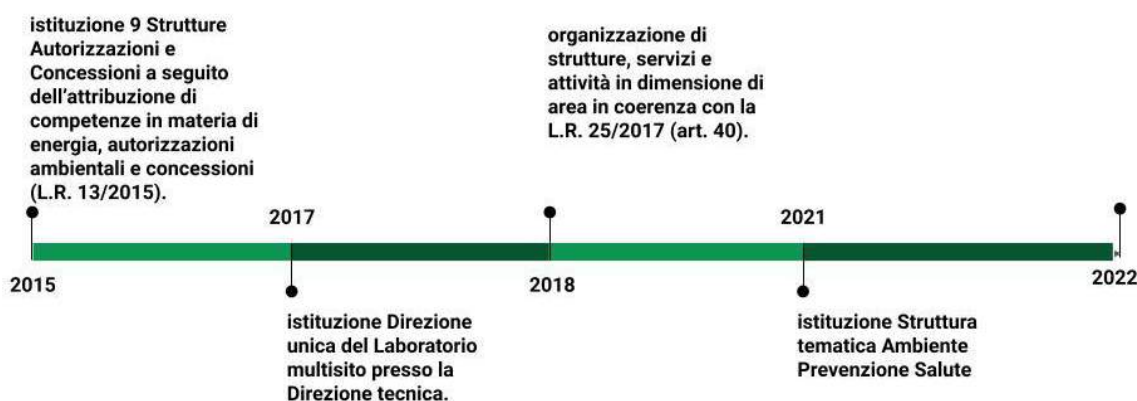 istituzione 9 Strutture
Autorizzazioni e
Concessioni a seguito
dell'attribuzione di
competenze in materia di
energia, autorizzazioni
ambientali e concessioni
(L.R. 13/2015).
organizzazione di
strutture, servizi e
attività in dimensione di
area in coerenza con la
L.R. 25/2017 (art. 40).
2017
2021
2015
2018
2022
istituzione Direzione
unica del Laboratorio
multisito presso la
Direzione tecnica.
istituzione Struttura
tematica Ambiente
Prevenzione Salute